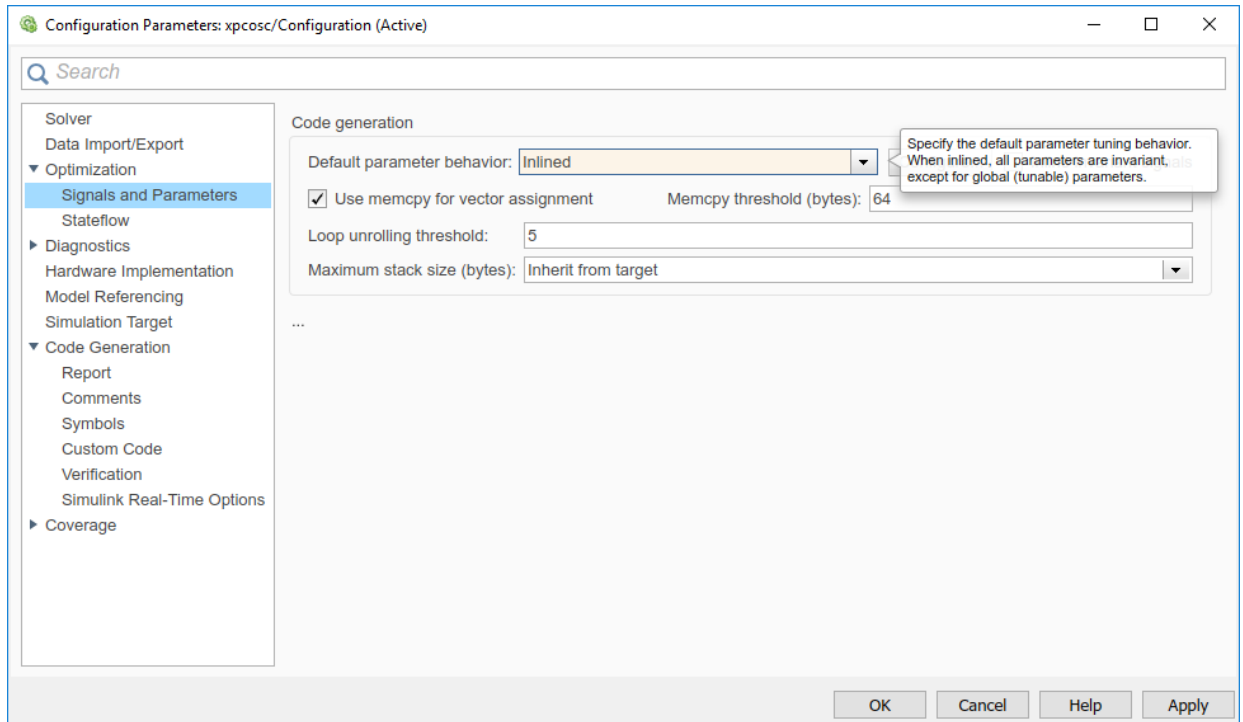 Configuration Parameters: xpcosc/Configuration (Active)
Search
Solver
Data Import/Export
Optimization
Signals and Parameters
Stateflow
Diagnostics
Hardware Implementation
Model Referencing
Simulation Target
Code Generation
Report
Comments
Symbols
Custom Code
Verification
Simulink Real-Time Options
Coverage
Code generation
Default parameter behavior: Inlined
Specify the default parameter tuning behavior.
When inlined, all parameters are invariant,
except for global (tunable) parameters.
Use memcpy for vector assignment Memcpy threshold (bytes): 64
Loop unrolling threshold: 5
Maximum stack size (bytes): Inherit from target
...
OK Cancel Help Apply